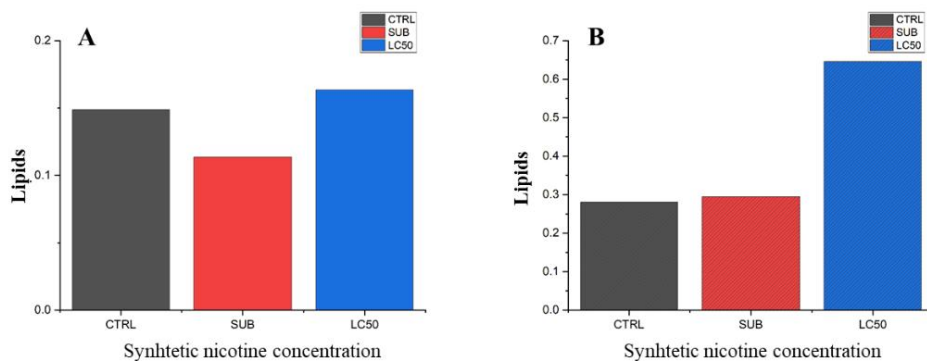 A
CTRL
SUB
LC50
Lipids
0.2
0.1
0.0
CTRL
SUB
LC50
Synhtetic nicotine concentration
B
CTRL
SUB
LC50
Lipids
0.7
0.6
0.5
0.4
0.3
0.2
0.1
0.0
CTRL
SUB
LC50
Synhtetic nicotine concentration